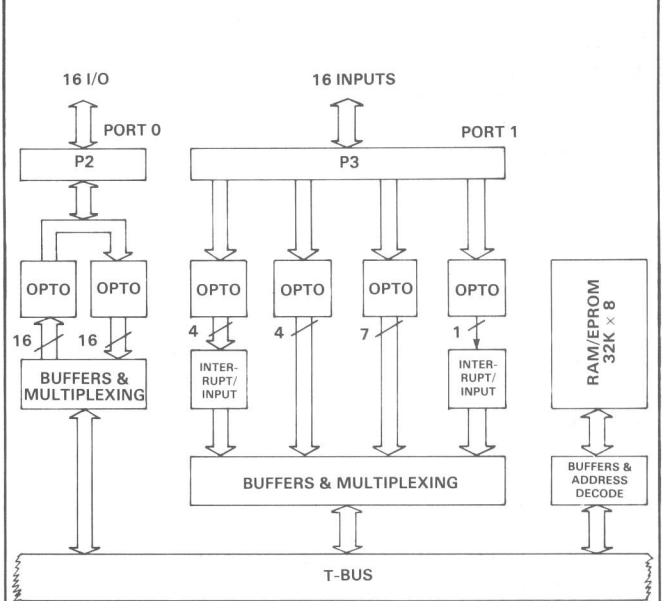 16 I/O
16 INPUTS
PORT 0
PORT 1
P2
P3
OPTO
OPTO
OPTO
OPTO
OPTO
OPTO
RAM/EPROM
32K × 8
16
16
4
4
7
1
BUFFERS &
MULTIPLEXING
INTER-
RUPT/
INPUT
INTER-
RUPT/
INPUT
BUFFERS & MULTIPLEXING
BUFFERS &
ADDRESS
DECODE
T-BUS